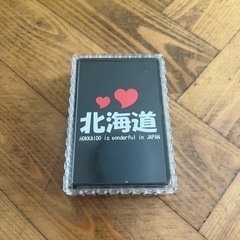 北海道
HOKKAIDO is wonderful in JAPAN